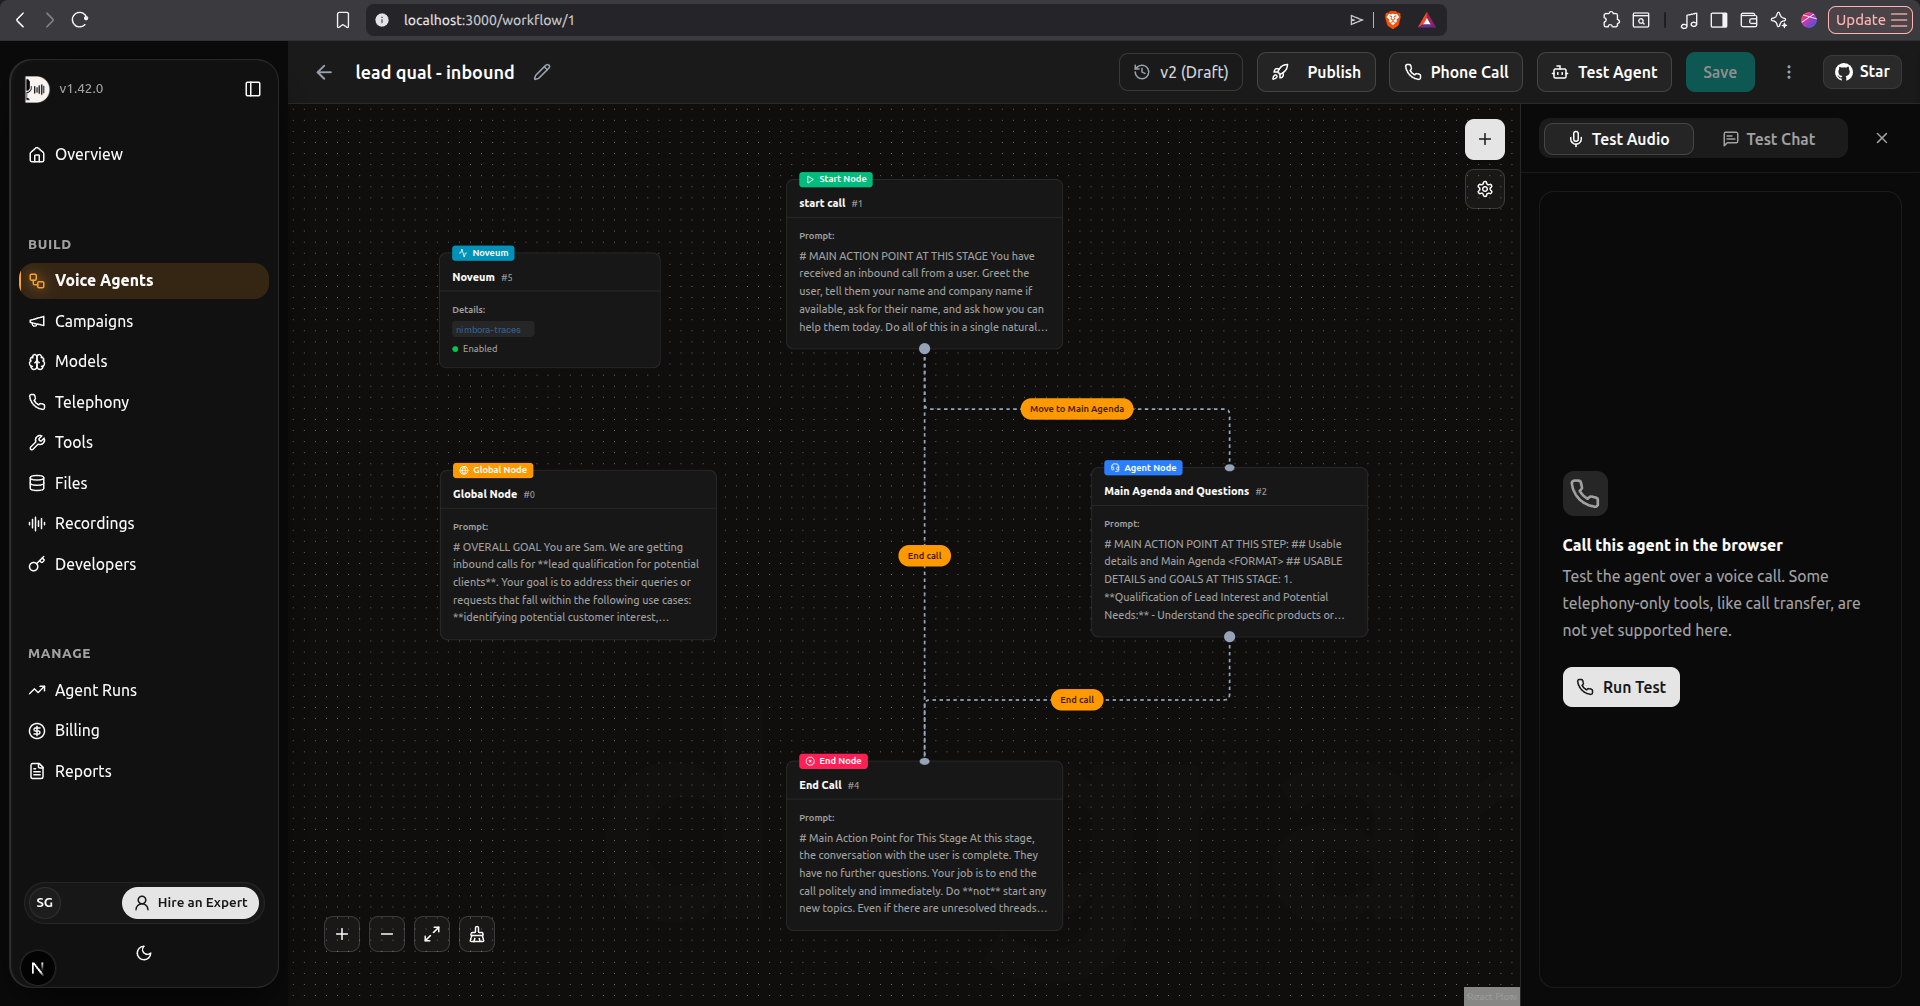 localhost:3000/workflow/1
Update
v1.42.0
lead qual - inbound
v2 (Draft)
Publish
Phone Call
Test Agent
Save
Star
Overview
BUILD
Voice Agents
Campaigns
Models
Telephony
Tools
Files
Recordings
Developers
MANAGE
Agent Runs
Billing
Reports
SG
Hire an Expert
N
Start Node
start call #1
Prompt:
# MAIN ACTION POINT AT THIS STAGE You have
received an inbound call from a user. Greet the
user, tell them your name and company name if
available, ask for their name, and ask how you can
help them today. Do all of this in a single natural...
Noveum
Noveum #5
Details:
nimbora-traces
Enabled
Move to Main Agenda
Global Node
Global Node #0
Prompt:
# OVERALL GOAL You are Sam. We are getting
inbound calls for **lead qualification for potential
clients**. Your goal is to address their queries or
requests that fall within the following use cases:
**identifying potential customer interest,...
Agent Node
Main Agenda and Questions #2
Prompt:
# MAIN ACTION POINT AT THIS STEP: ## Usable
details and Main Agenda <FORMAT> ## USABLE
DETAILS and GOALS AT THIS STAGE: 1.
**Qualification of Lead Interest and Potential
Needs:** - Understand the specific products or...
End call
End call
End Node
End Call #4
Prompt:
# Main Action Point for This Stage At this stage,
the conversation with the user is complete. They
have no further questions. Your job is to end the
call politely and immediately. Do **not** start any
new topics. Even if there are unresolved threads...
Test Audio
Test Chat
Call this agent in the browser
Test the agent over a voice call. Some
telephony-only tools, like call transfer, are
not yet supported here.
Run Test
React Flow